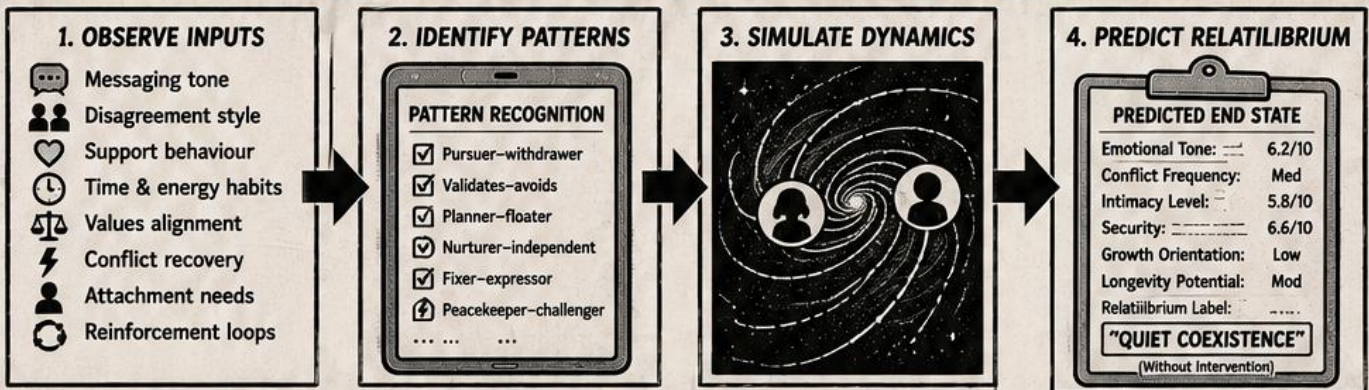 1. OBSERVE INPUTS
Messaging tone
Disagreement style
Support behaviour
Time & energy habits
Values alignment
Conflict recovery
Attachment needs
Reinforcement loops
2. IDENTIFY PATTERNS
PATTERN RECOGNITION
Pursuer–withdrawer
Validates–avoids
Planner–floater
Nurturer–independent
Fixer–expressor
Peacekeeper–challenger
... ... ...
3. SIMULATE DYNAMICS
4. PREDICT RELATILIBRIUM
PREDICTED END STATE
Emotional Tone: 6.2/10
Conflict Frequency: Med
Intimacy Level: 5.8/10
Security: 6.6/10
Growth Orientation: Low
Longevity Potential: Mod
Relatiilbrium Label:
"QUIET COEXISTENCE"
(Without Intervention)